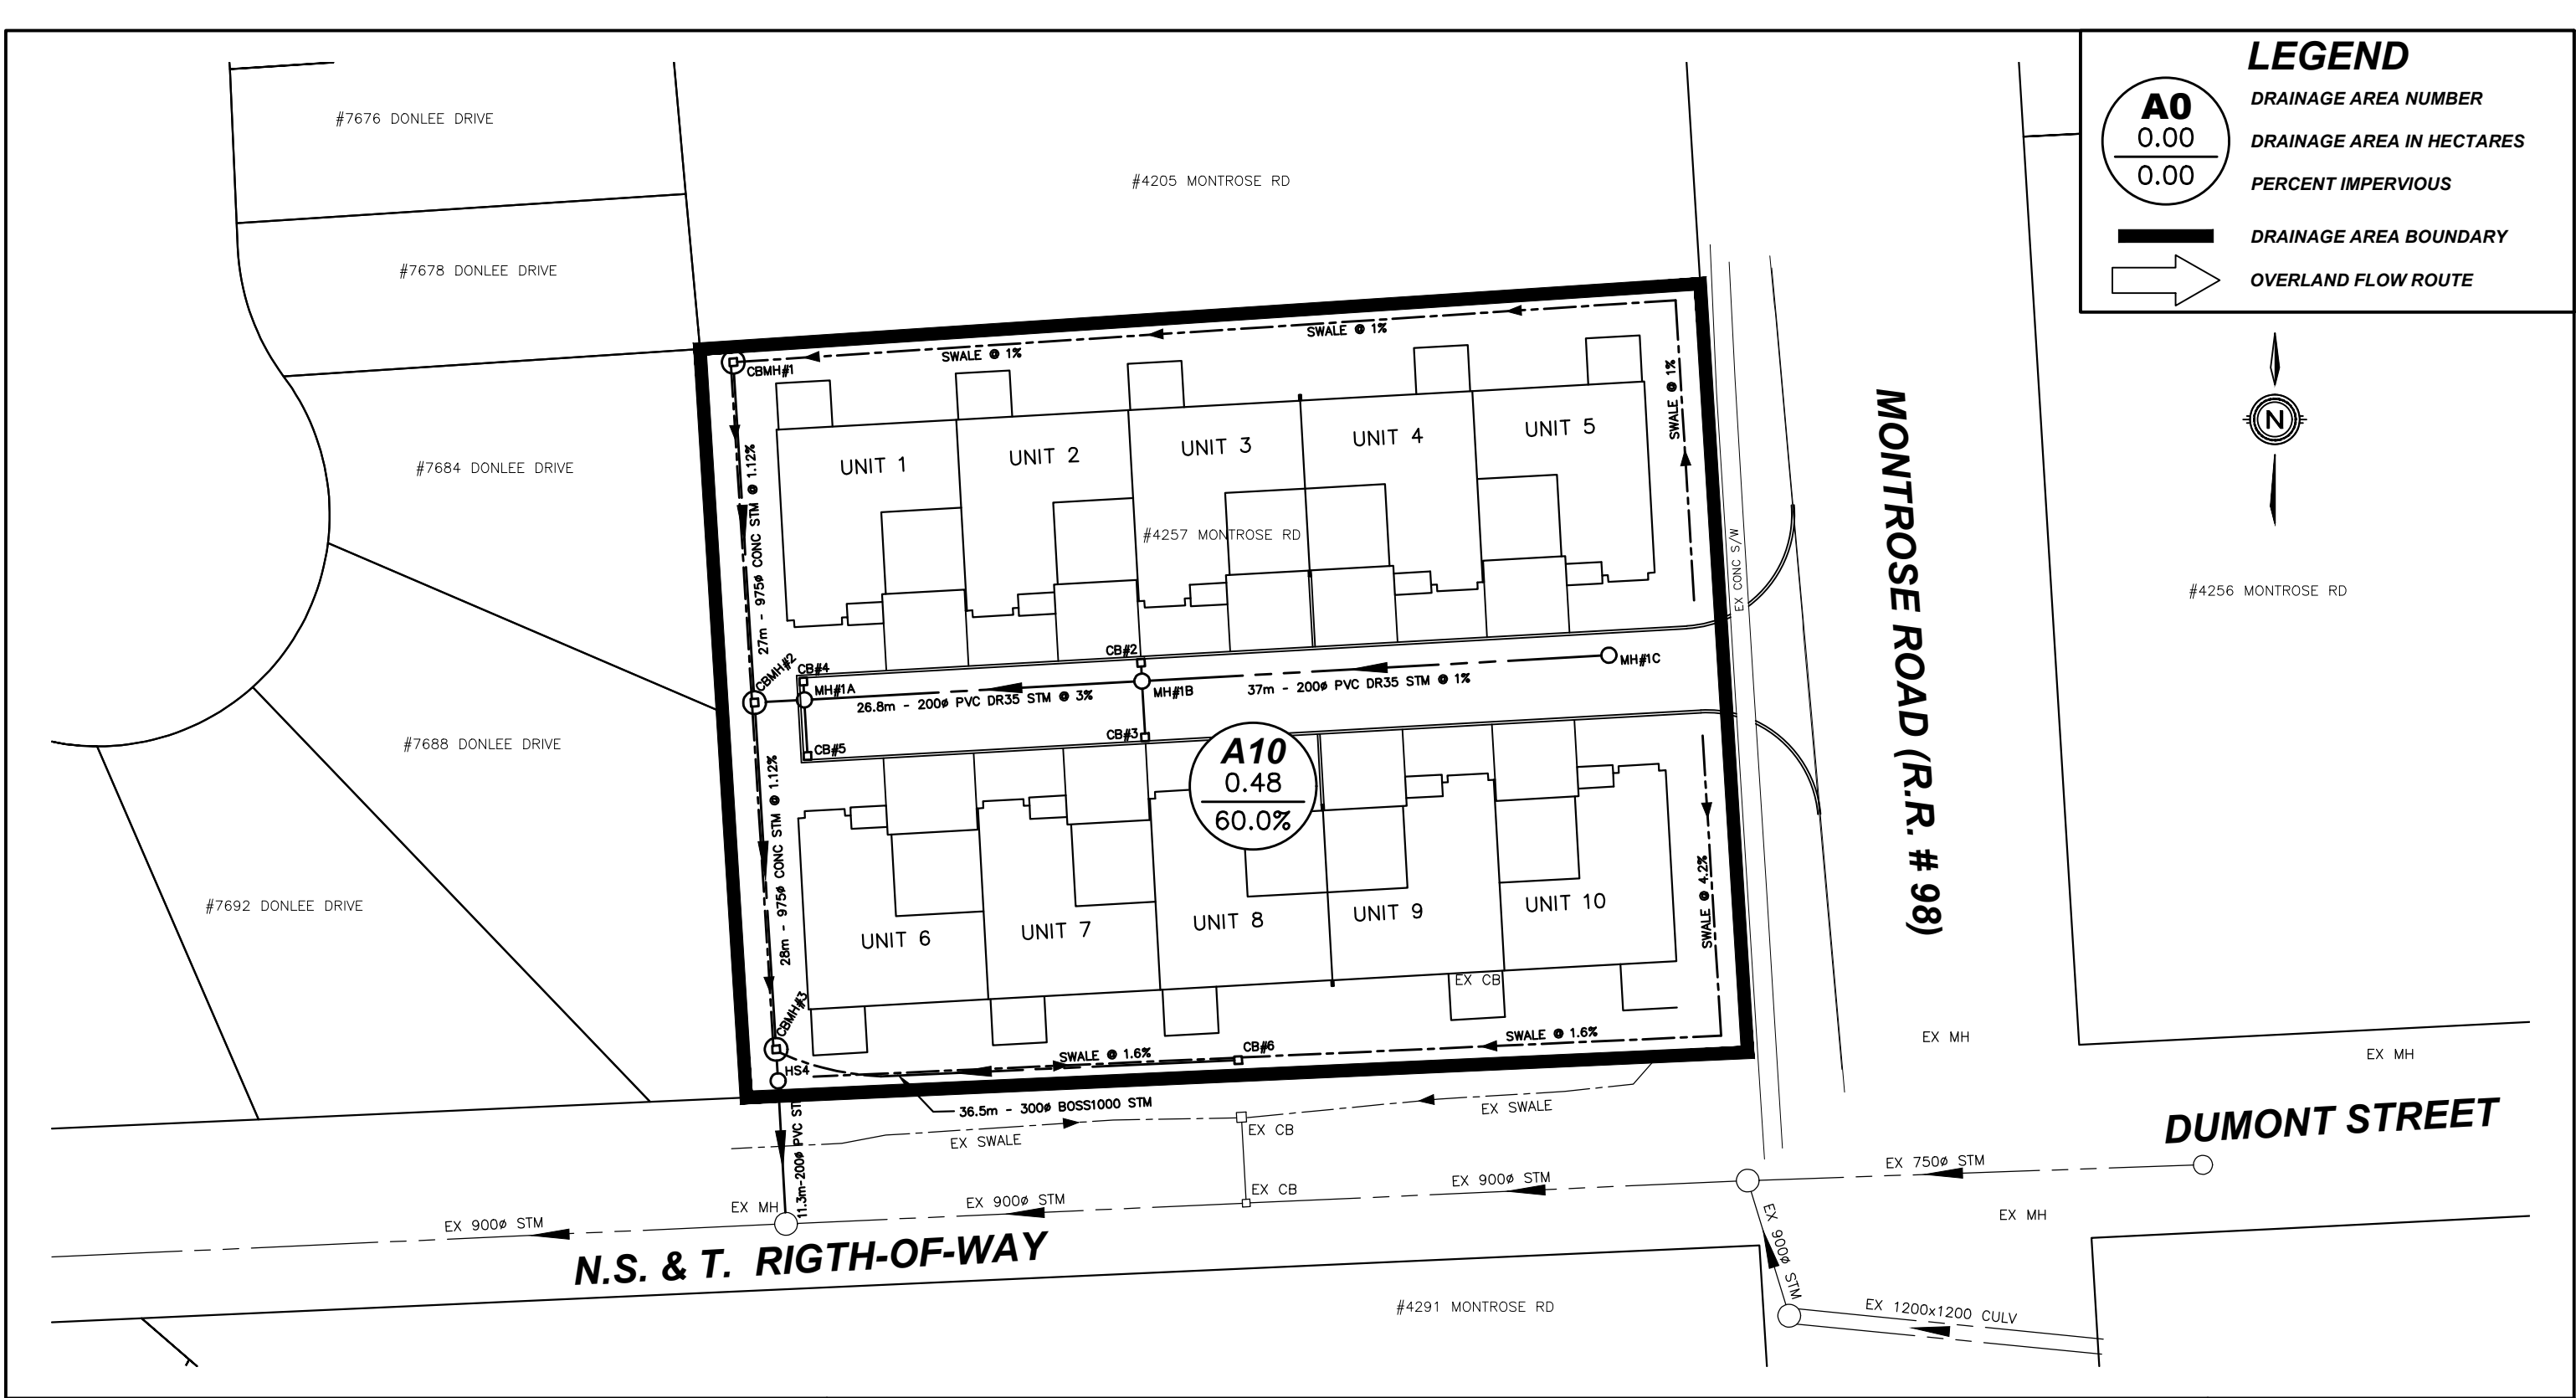 LEGEND
A0
0.00
0.00
DRAINAGE AREA NUMBER
DRAINAGE AREA IN HECTARES
PERCENT IMPERVIOUS
DRAINAGE AREA BOUNDARY
OVERLAND FLOW ROUTE
N
#7676 DONLEE DRIVE
#4205 MONTROSE RD
#7678 DONLEE DRIVE
SWALE @ 1%
SWALE @ 1%
SWALE @ 1%
CBMH#1
#7684 DONLEE DRIVE
27m - 975ø CONC STM @ 1.12%
UNIT 1
UNIT 2
UNIT 3
UNIT 4
UNIT 5
#4257 MONTROSE RD
EX CONC S/W
MONTROSE ROAD (R.R. # 98)
#4256 MONTROSE RD
CBMH#2
CB#4
MH#1A
CB#2
MH#1B
MH#1C
26.8m - 200ø PVC DR35 STM @ 3%
37m - 200ø PVC DR35 STM @ 1%
CB#5
CB#3
A10
0.48
60.0%
#7688 DONLEE DRIVE
28m - 975ø CONC STM @ 1.12%
#7692 DONLEE DRIVE
UNIT 6
UNIT 7
UNIT 8
UNIT 9
UNIT 10
SWALE @ 4.2%
EX CB
CBMH#3
HS4
SWALE @ 1.6%
CB#6
SWALE @ 1.6%
36.5m - 300ø BOSS1000 STM
11.3m-200ø PVC ST
EX SWALE
EX CB
EX SWALE
EX MH
EX MH
DUMONT STREET
EX 750ø STM
EX 900ø STM
EX CB
EX 900ø STM
EX MH
EX 900ø STM
EX MH
EX 900ø STM
N.S. & T. RIGTH-OF-WAY
#4291 MONTROSE RD
EX 1200x1200 CULV